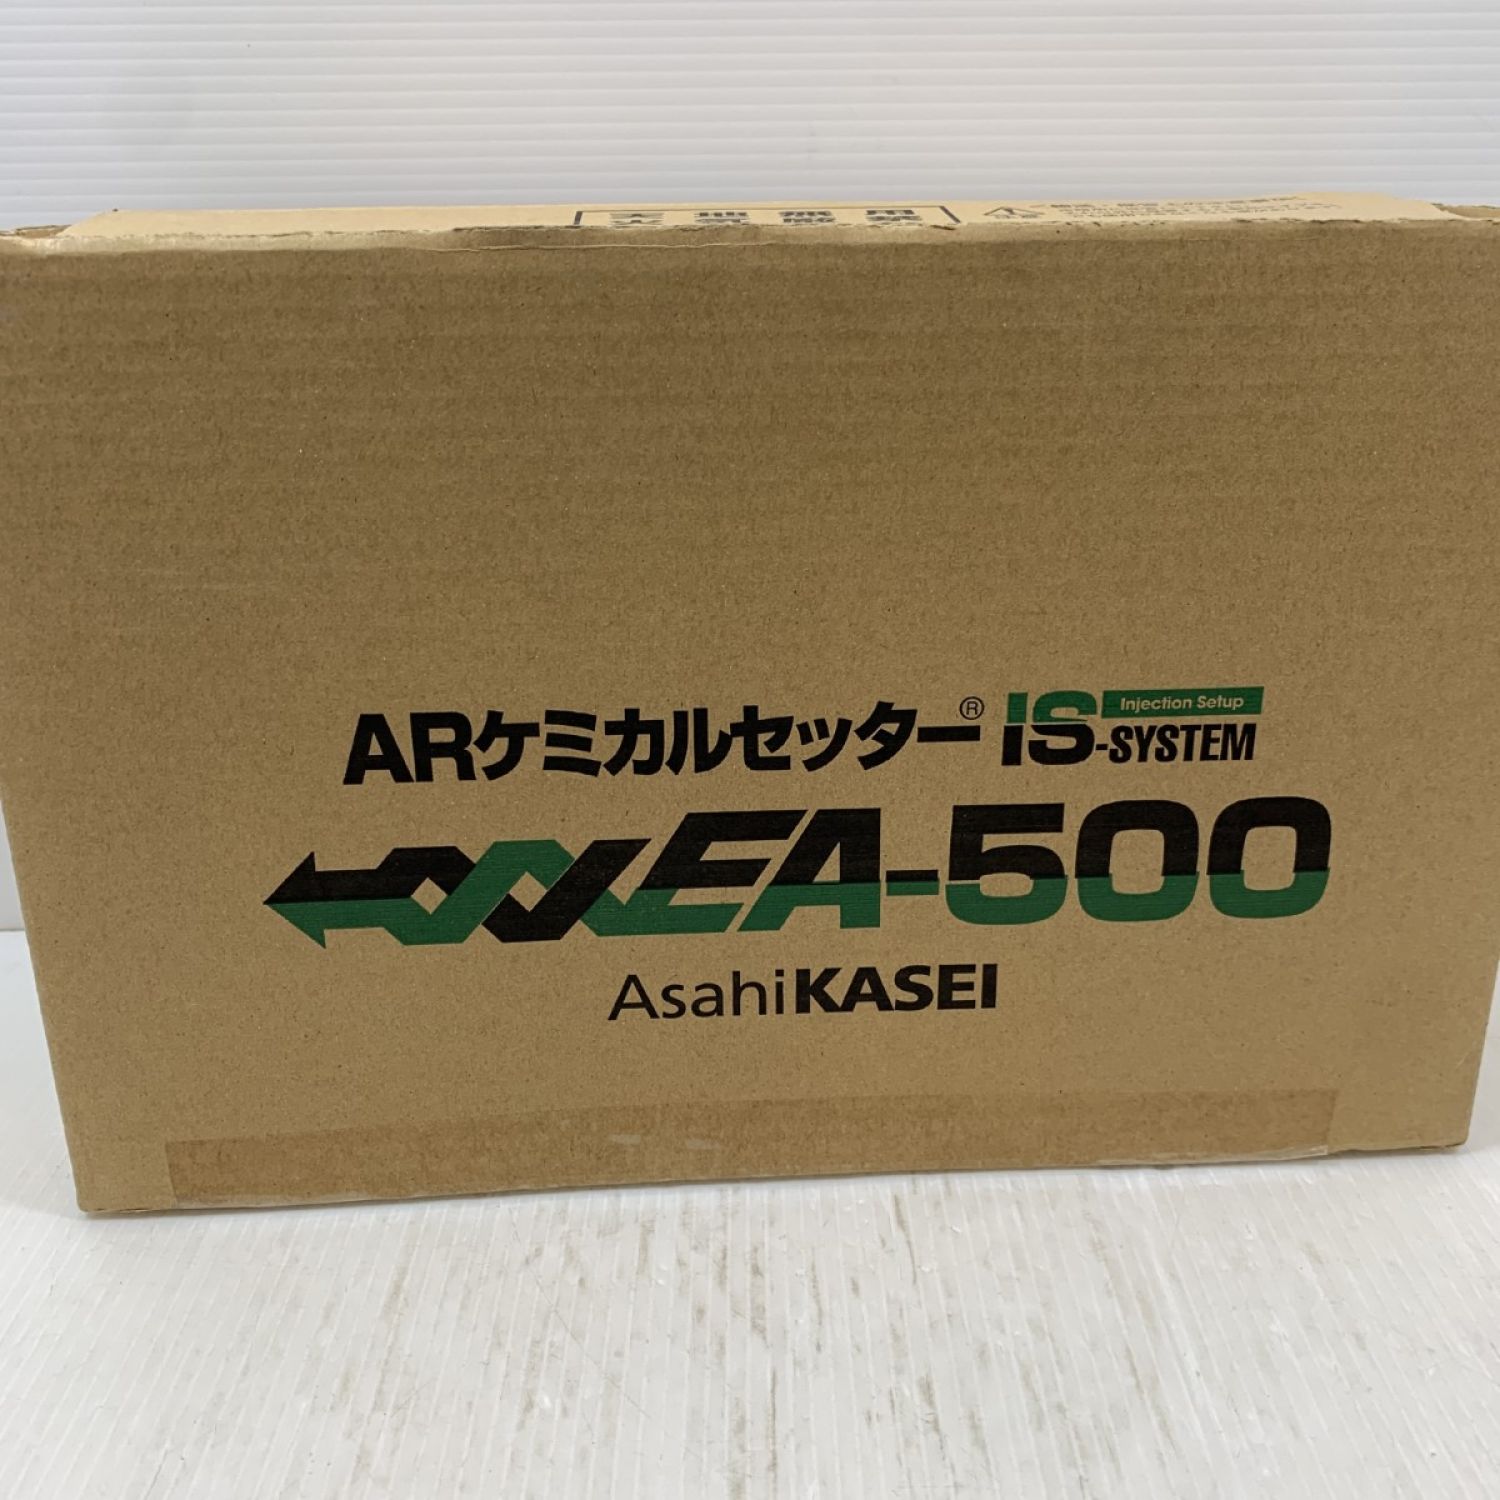 ARケミカルセッター® IS-SYSTEM
Injection Setup
EA-500
AsahiKASEI